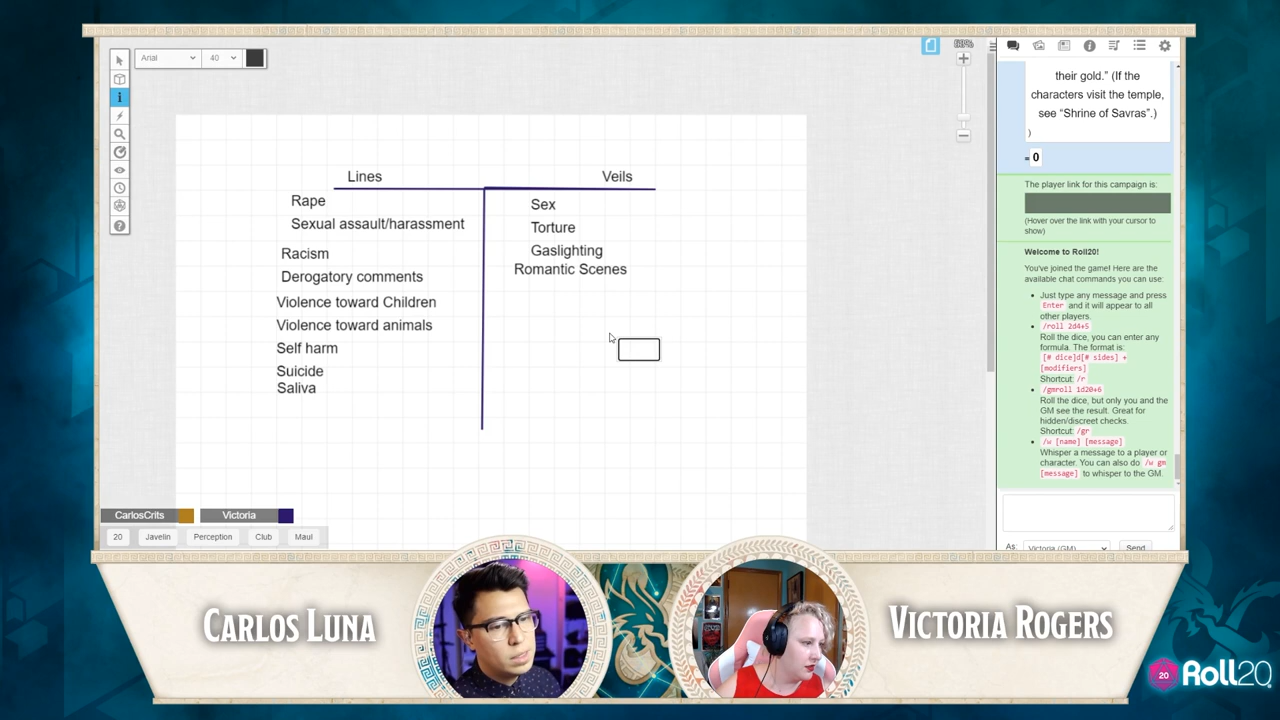 Arial
40
60%
Lines
Veils
Rape
Sexual assault/harassment
Racism
Derogatory comments
Violence toward Children
Violence toward animals
Self harm
Suicide
Saliva
Sex
Torture
Gaslighting
Romantic Scenes
their gold." (If the
characters visit the temple,
see "Shrine of Savras".)
)
= 0
The player link for this campaign is:
(Hover over the link with your cursor to
show)
Welcome to Roll20!
You've joined the game! Here are the
available chat commands you can use:
Just type any message and press
Enter and it will appear to all
other players.
/roll 2d4+5
Roll the dice, you can enter any
formula. The format is:
[# dice]d[# sides] +
[modifiers]
Shortcut: /r
/gmroll 1d20+6
Roll the dice, but only you and the
GM see the result. Great for
hidden/discreet checks.
Shortcut: /gr
/w [name] [message]
Whisper a message to a player or
character. You can also do /w gm
[message] to whisper to the GM.
As: Victoria (GM) Send
CarlosCrits
Victoria
20 Javelin Perception Club Maul
CARLOS LUNA
VICTORIA ROGERS
20 Roll20